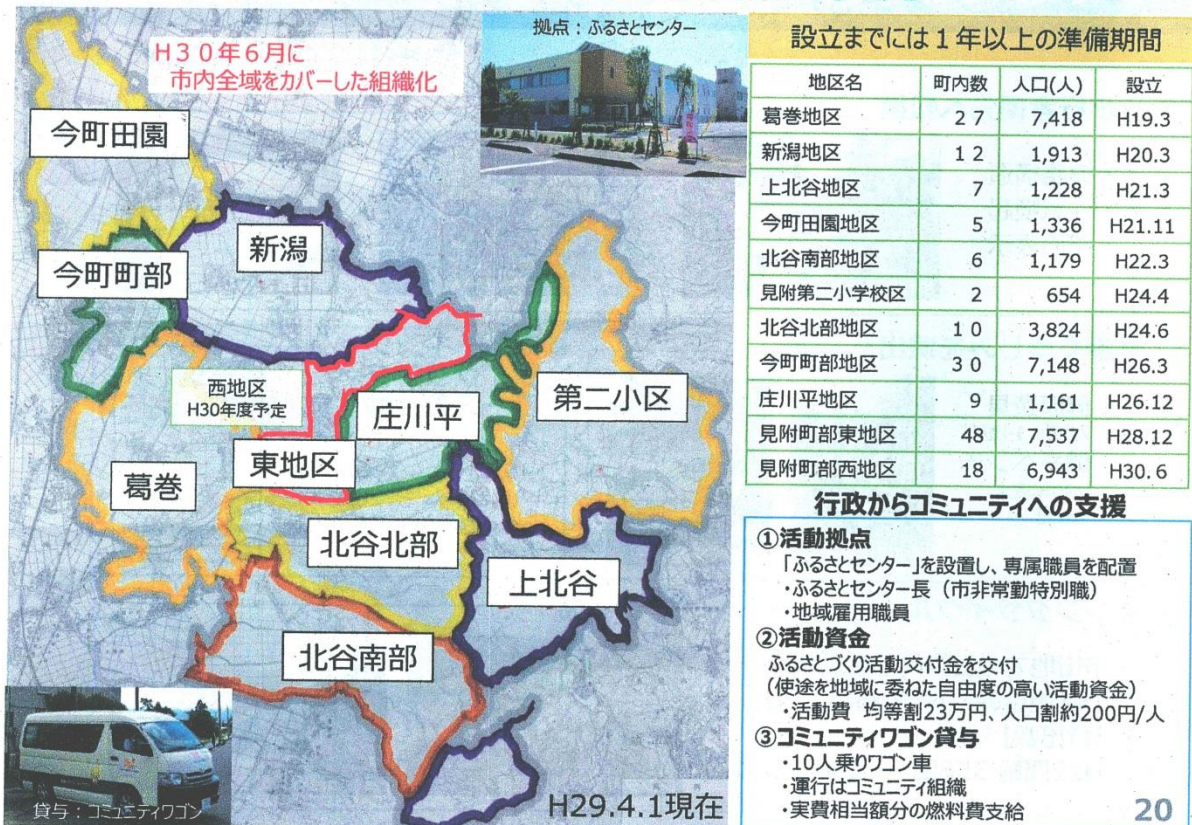 H30年6月に
市内全域をカバーした組織化
拠点：ふるさとセンター
今町田園
新潟
今町町部
西地区
H30年度予定
庄川平
第二小区
東地区
葛巻
北谷北部
上北谷
北谷南部
貸与：コミュニティワゴン
H29.4.1現在
設立までには1年以上の準備期間
地区名 町内数 人口(人) 設立
葛巻地区 27 7,418 H19.3
新潟地区 12 1,913 H20.3
上北谷地区 7 1,228 H21.3
今町田園地区 5 1,336 H21.11
北谷南部地区 6 1,179 H22.3
見附第二小学校区 2 654 H24.4
北谷北部地区 10 3,824 H24.6
今町町部地区 30 7,148 H26.3
庄川平地区 9 1,161 H26.12
見附町部東地区 48 7,537 H28.12
見附町部西地区 18 6,943 H30.6
行政からコミュニティへの支援
①活動拠点
「ふるさとセンター」を設置し、専属職員を配置
・ふるさとセンター長（市非常勤特別職）
・地域雇用職員
②活動資金
ふるさとづくり活動交付金を交付
(使途を地域に委ねた自由度の高い活動資金)
・活動費 均等割23万円、人口割約200円/人
③コミュニティワゴン貸与
・10人乗りワゴン車
・運行はコミュニティ組織
・実費相当額分の燃料費支給
20